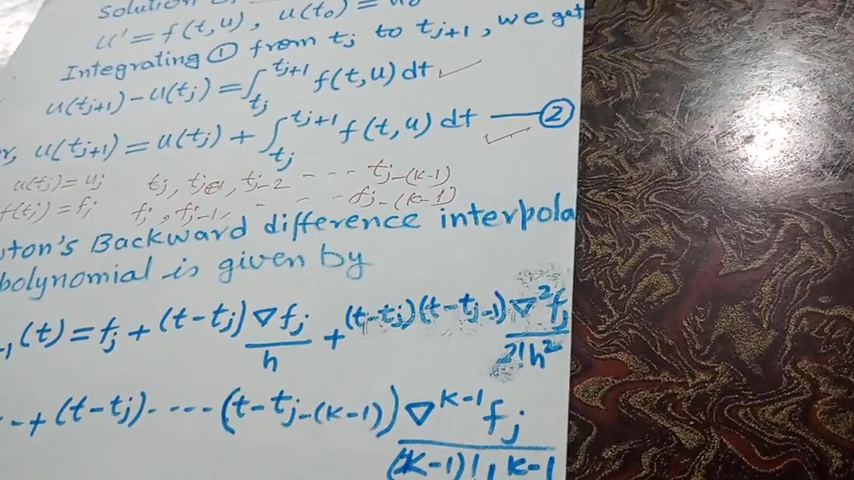 u' = f(t,u), u(t₀) = u₀
Integrating ① from tj to tj+1, we get
u(tj+1) - u(tj) = ∫_{tj}^{tj+1} f(t,u) dt ✓
r, u(tj+1) = u(tj) + ∫_{tj}^{tj+1} f(t,u) dt — ②
u(tj) = uj tj, tj-1, tj-2 - - - - tj-(k-1)
f(tj) = fj fj, fj-1, - - - - fj-(k-1)
wton's Backward difference interpola
polynomial is given by
-1(t) = fj + (t-tj) ∇fj/h + (t-tj)(t-tj-1) ∇²fj/2!h²
--+ (t-tj)- ---- (t-tj-(k-1)) ∇^{k-1} fj/(k-1)! h^{k-1}